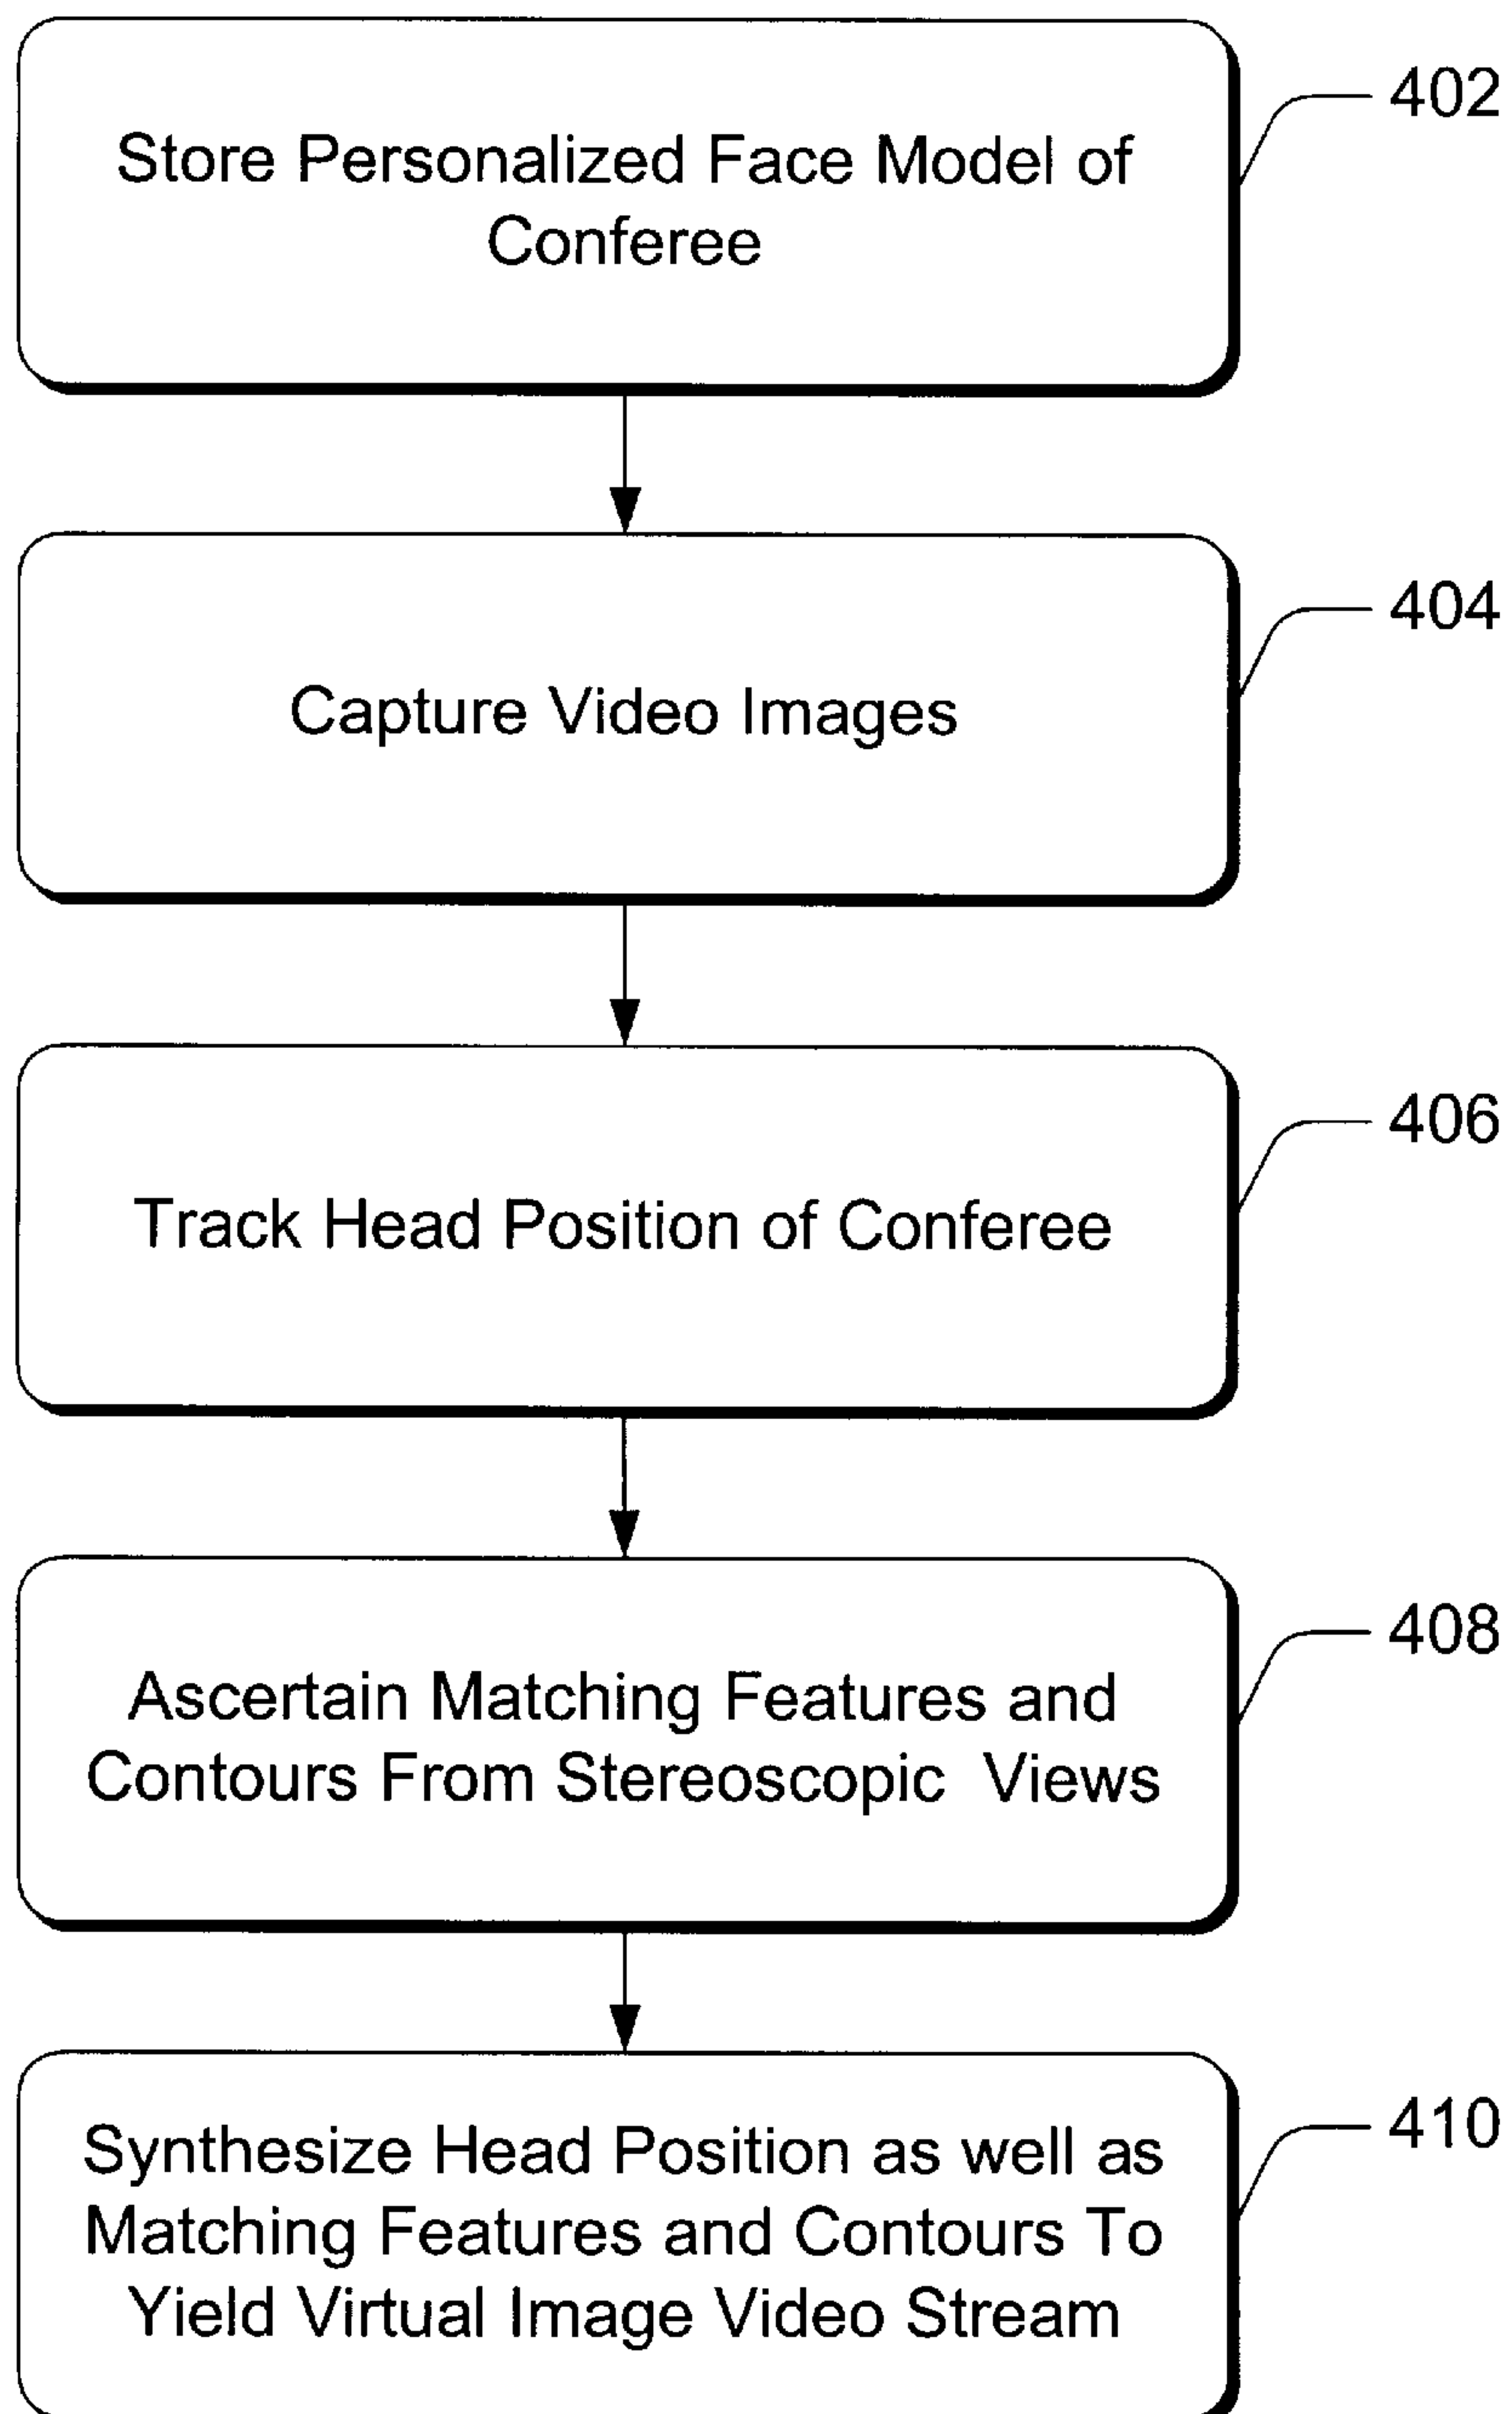 402
Store Personalized Face Model of
Conferee
404
Capture Video Images
406
Track Head Position of Conferee
408
Ascertain Matching Features and
Contours From Stereoscopic Views
410
Synthesize Head Position as well as
Matching Features and Contours To
Yield Virtual Image Video Stream